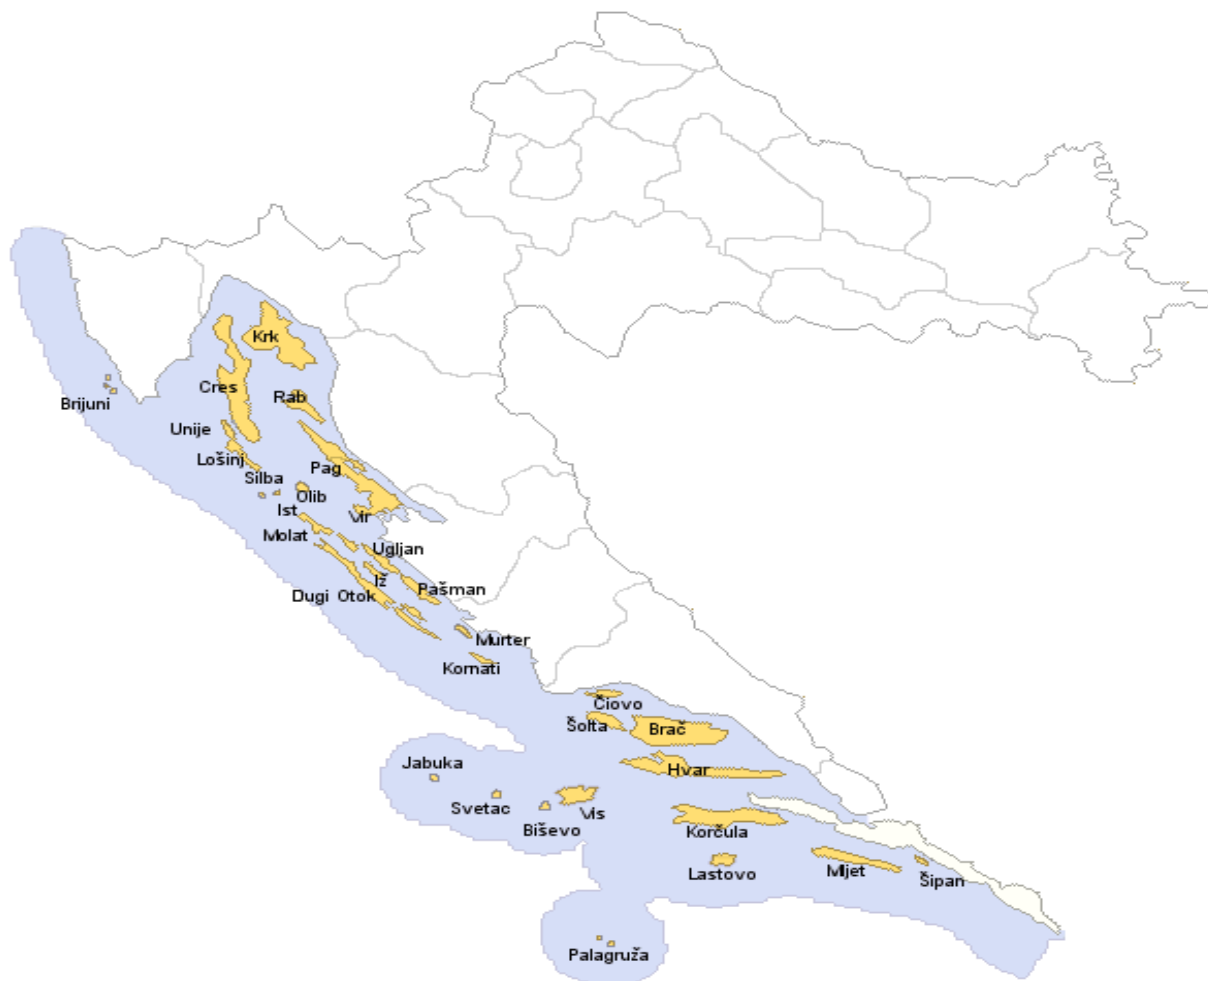 Krk
Cres
Rab
Brijuni
Unije
Lošinj
Pag
Silba
Olib
Ist
Vir
Molat
Ugljan
Iž
Pašman
Dugi Otok
Murter
Kornati
Čiovo
Šolta
Brač
Jabuka
Hvar
Svetac
Vis
Biševo
Korčula
Lastovo
Mljet
Šipan
Palagruža